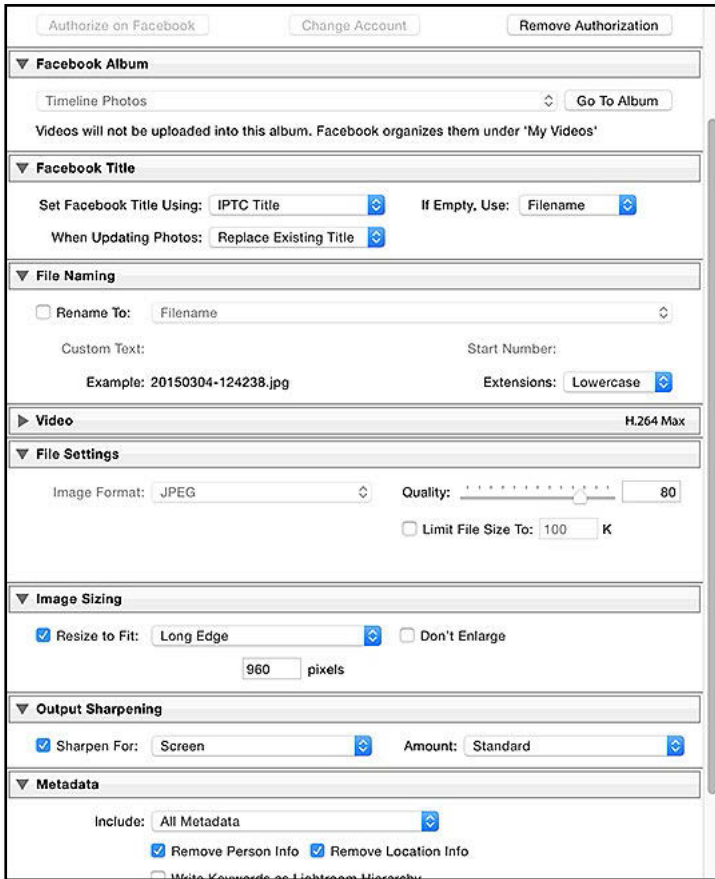 Authorize on Facebook Change Account Remove Authorization
Facebook Album
Timeline Photos Go To Album
Videos will not be uploaded into this album. Facebook organizes them under 'My Videos'
Facebook Title
Set Facebook Title Using: IPTC Title If Empty, Use: Filename
When Updating Photos: Replace Existing Title
File Naming
Rename To: Filename
Custom Text: Start Number:
Example: 20150304-124238.jpg Extensions: Lowercase
Video H.264 Max
File Settings
Image Format: JPEG Quality: 80
Limit File Size To: 100 K
Image Sizing
Resize to Fit: Long Edge Don't Enlarge
960 pixels
Output Sharpening
Sharpen For: Screen Amount: Standard
Metadata
Include: All Metadata
Remove Person Info Remove Location Info
Write Keywords as Lightroom Hierarchy